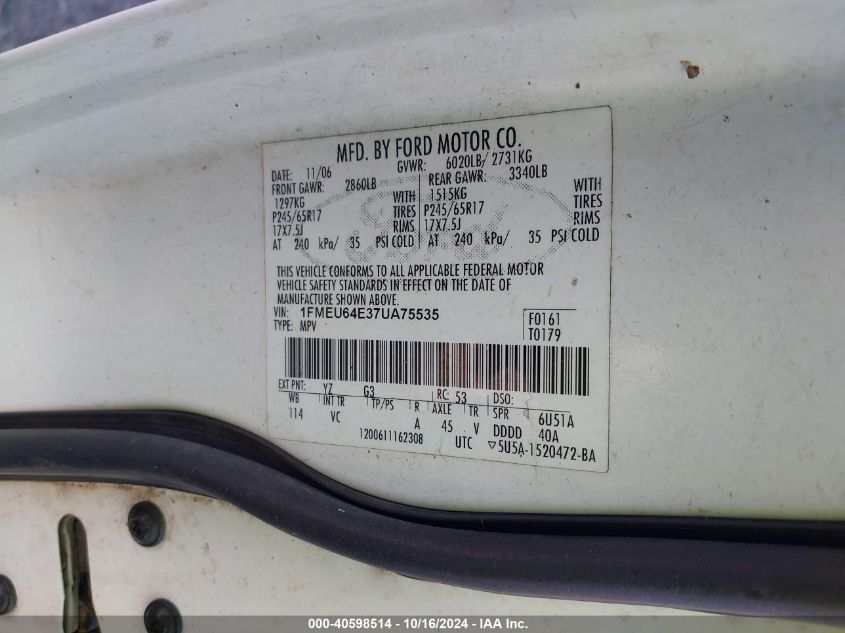 MFD. BY FORD MOTOR CO.
DATE: 11/06 GVWR: 6020LB/ 2731KG
FRONT GAWR: 2860LB REAR GAWR: 3340LB
1297KG WITH 1515KG WITH
P245/65R17 TIRES P245/65R17 TIRES
17X7.5J RIMS 17X7.5J RIMS
AT 240 kPa/ 35 PSI COLD AT 240 kPa/ 35 PSI COLD
THIS VEHICLE CONFORMS TO ALL APPLICABLE FEDERAL MOTOR
VEHICLE SAFETY STANDARDS IN EFFECT ON THE DATE OF
MANUFACTURE SHOWN ABOVE.
VIN: 1FMEU64E37UA75535 F0161
TYPE: MPV T0179
EXT PNT: YZ G3 RC: 53 DSO:
WB INT TR TP/PS R AXLE TR SPR 6U51A
114 VC A 45 V DDDD 40A
1200611162308 UTC ▽5U5A-1520472-BA
Ford
000-40598514 / 10/16/2024 - IAA Inc.